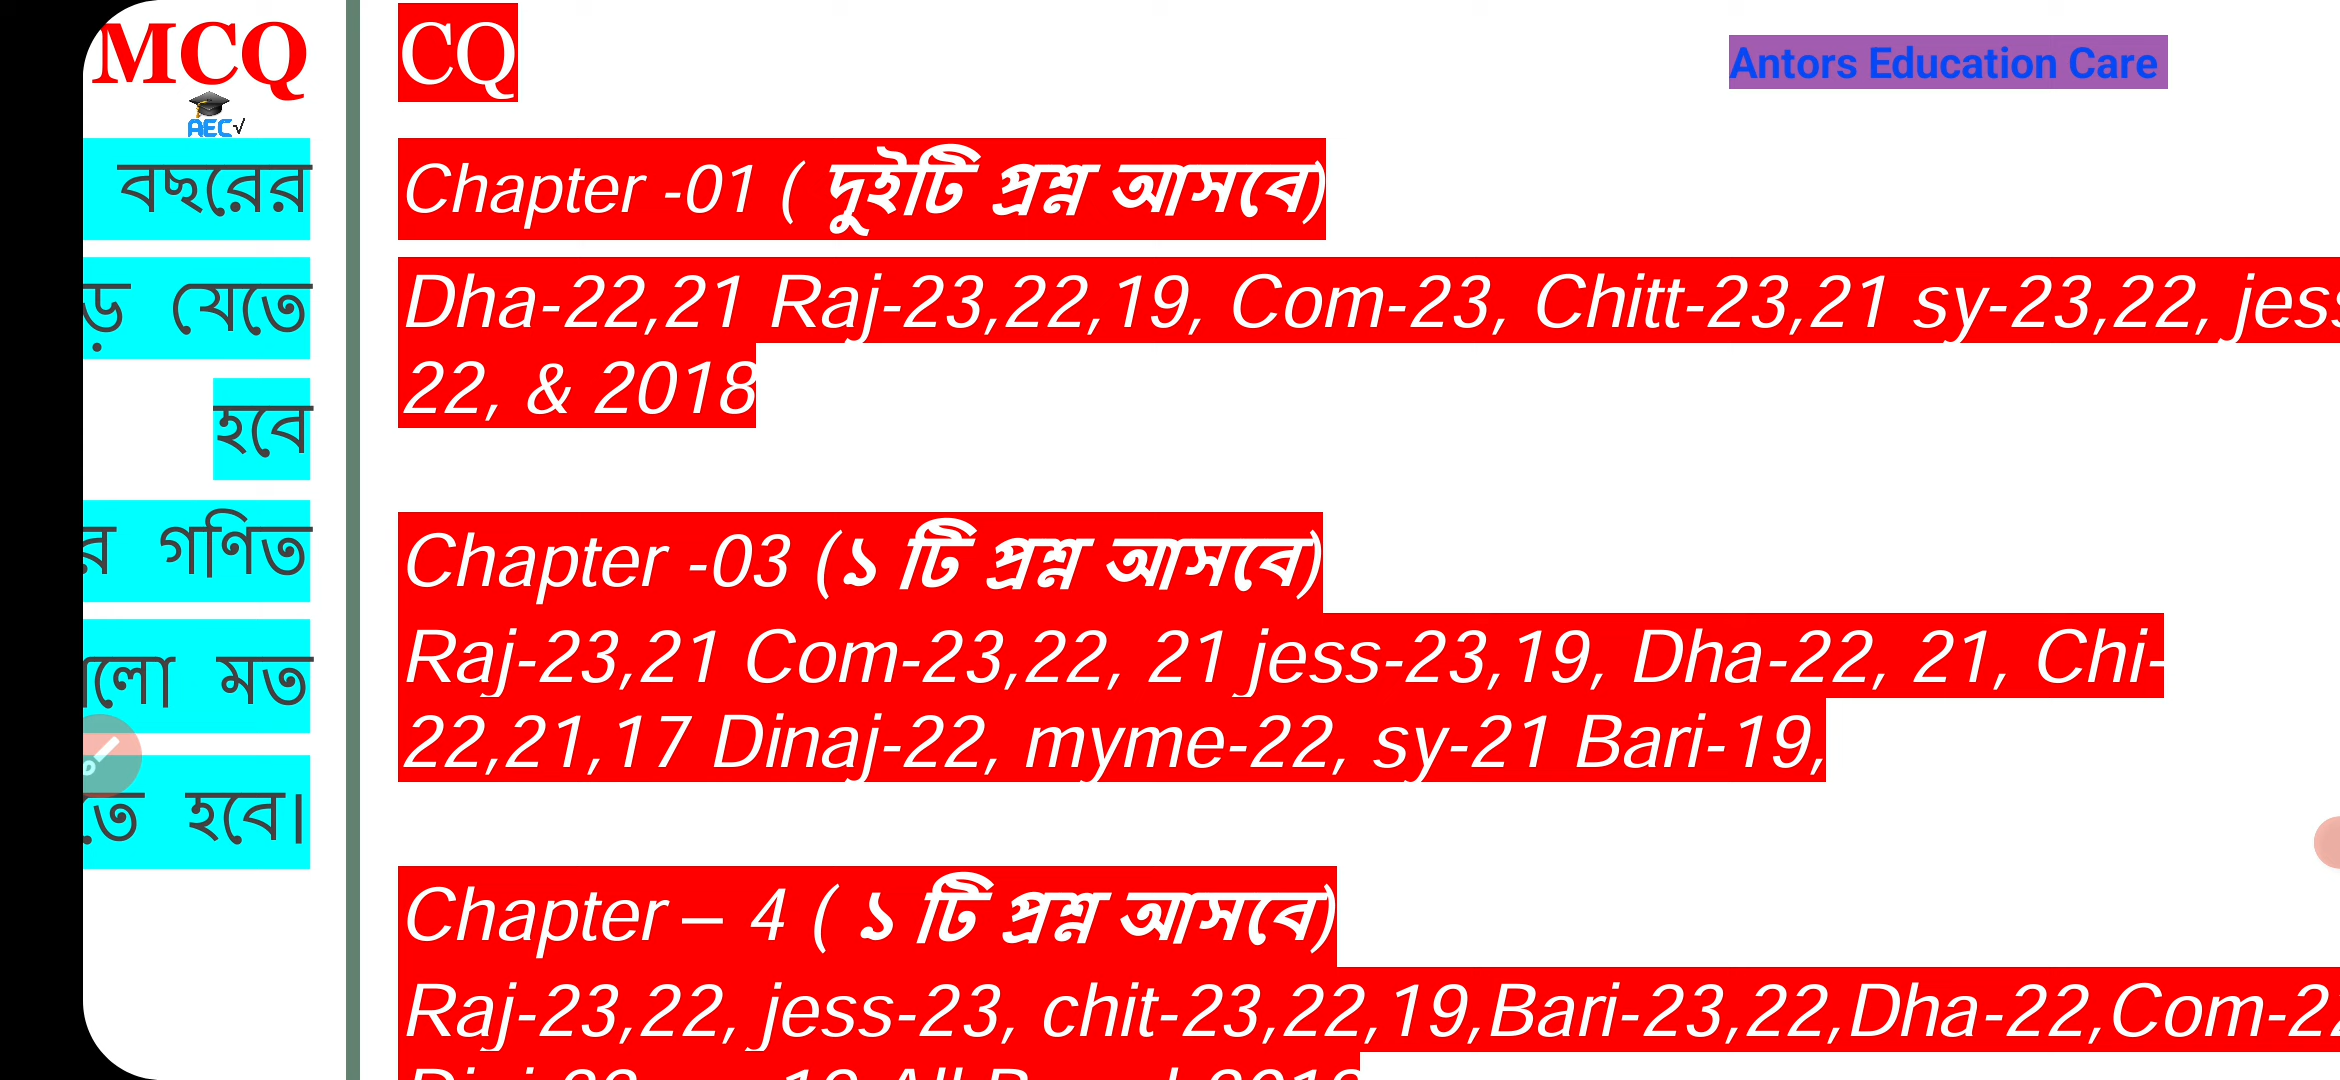 MCQ
AEC√
বছরের
যেতে
হবে
গণিত
মত
হবে।
CQ
Antors Education Care
Chapter -01 ( দুইটি প্রশ্ন আসবে)
Dha-22,21 Raj-23,22,19, Com-23, Chitt-23,21 sy-23,22, jess
22, & 2018
Chapter -03 (১ টি প্রশ্ন আসবে)
Raj-23,21 Com-23,22, 21 jess-23,19, Dha-22, 21, Chi-
22,21,17 Dinaj-22, myme-22, sy-21 Bari-19,
Chapter – 4 ( ১ টি প্রশ্ন আসবে)
Raj-23,22, jess-23, chit-23,22,19,Bari-23,22,Dha-22,Com-22